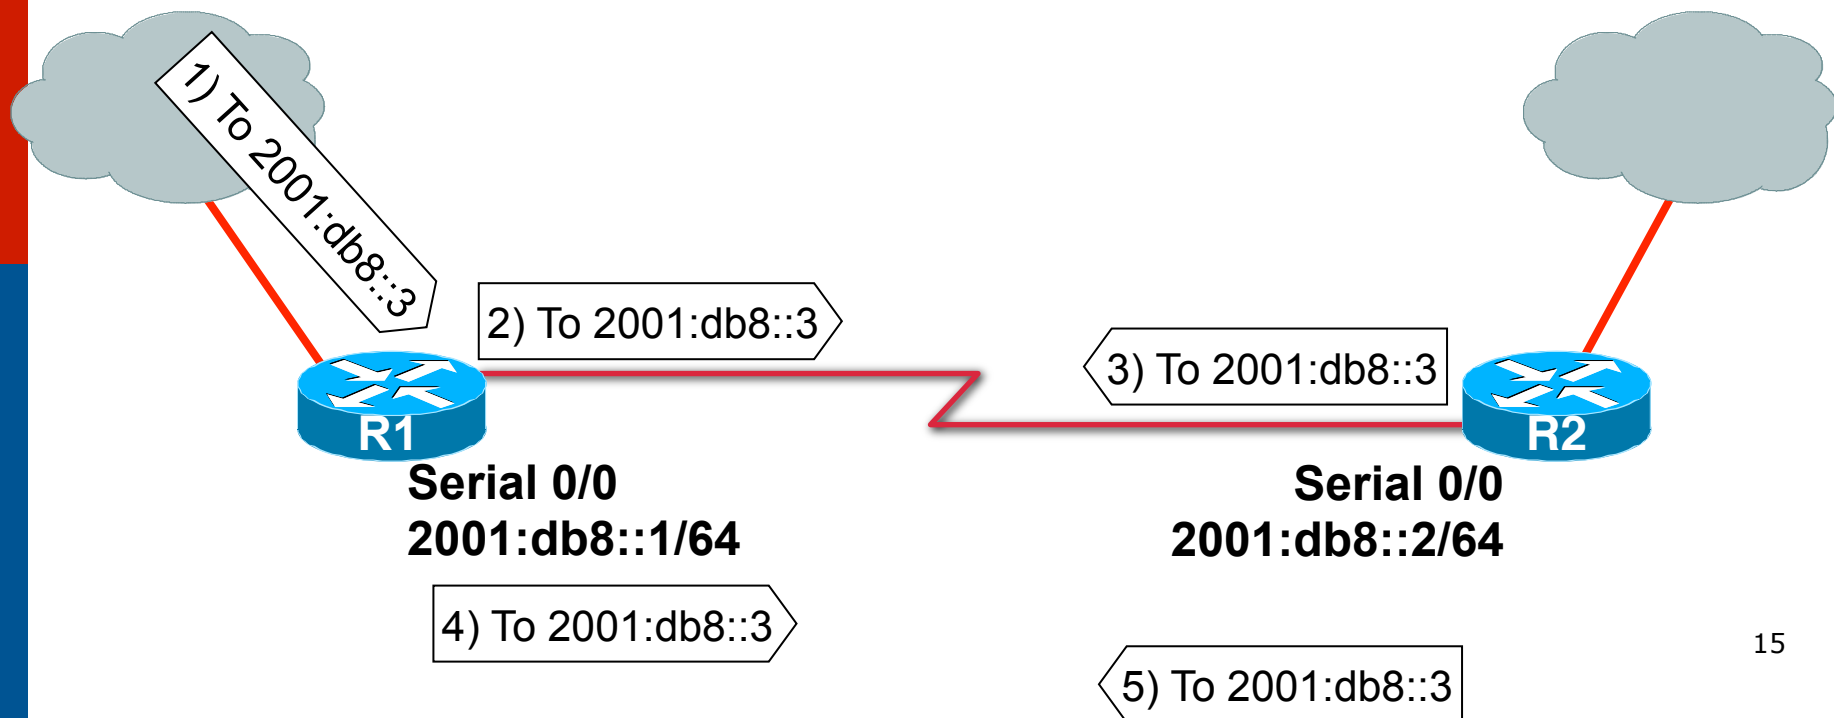 1) To 2001:db8::3
2) To 2001:db8::3
3) To 2001:db8::3
R1
R2
Serial 0/0
2001:db8::1/64
Serial 0/0
2001:db8::2/64
4) To 2001:db8::3
5) To 2001:db8::3
15